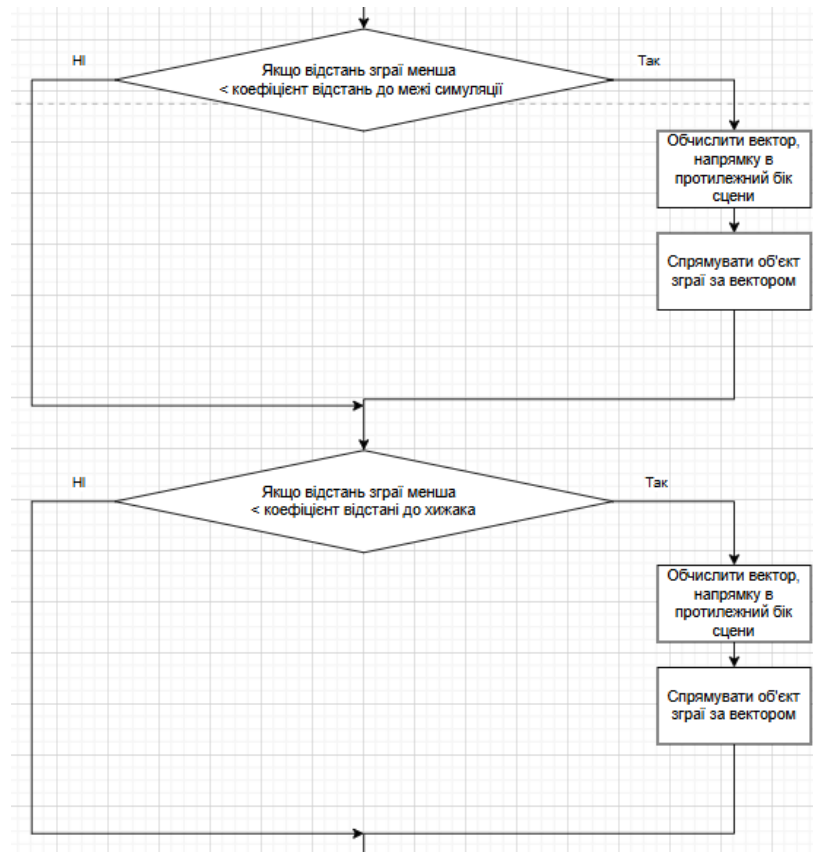 НІ
Так
Якщо відстань зграї менша
< коефіцієнт відстань до межі симуляції
Обчислити вектор,
напрямку в
протилежний бік
сцени
Спрямувати об'єкт
зграї за вектором
НІ
Так
Якщо відстань зграї менша
< коефіцієнт відстані до хижака
Обчислити вектор,
напрямку в
протилежний бік
сцени
Спрямувати об'єкт
зграї за вектором